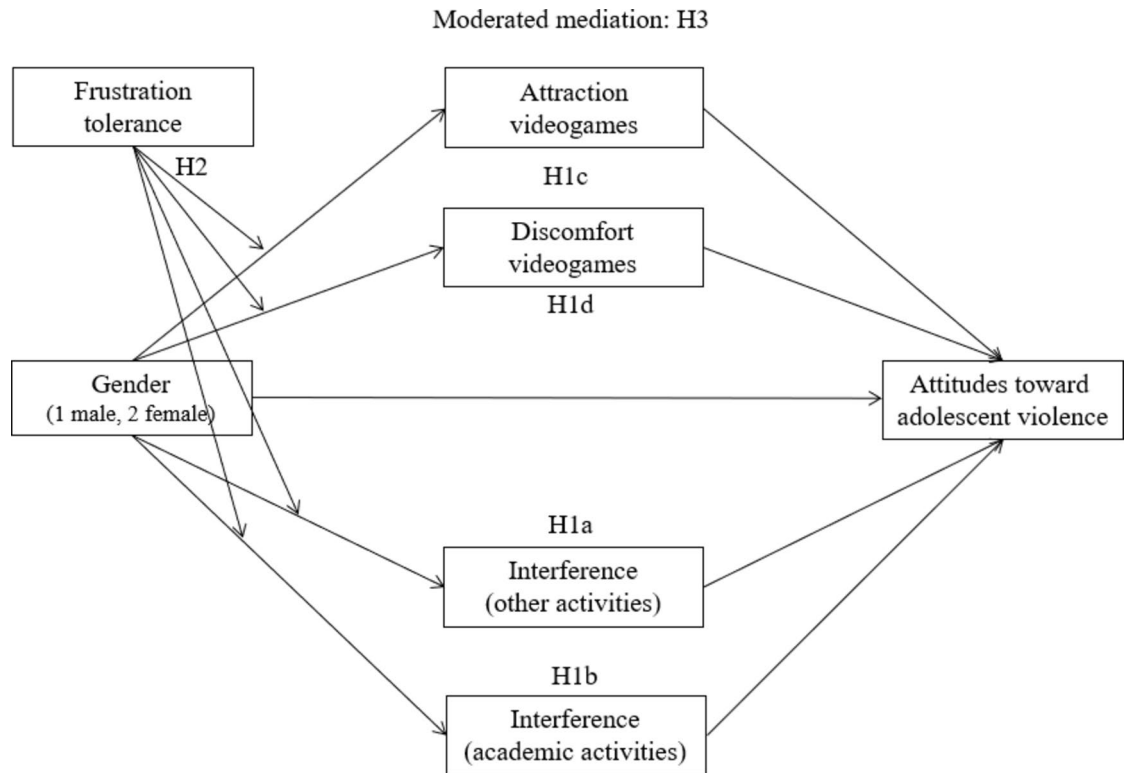 Moderated mediation: H3
Frustration
tolerance
H2
Attraction
videogames
H1c
Discomfort
videogames
H1d
Gender
(1 male, 2 female)
Attitudes toward
adolescent violence
H1a
Interference
(other activities)
H1b
Interference
(academic activities)